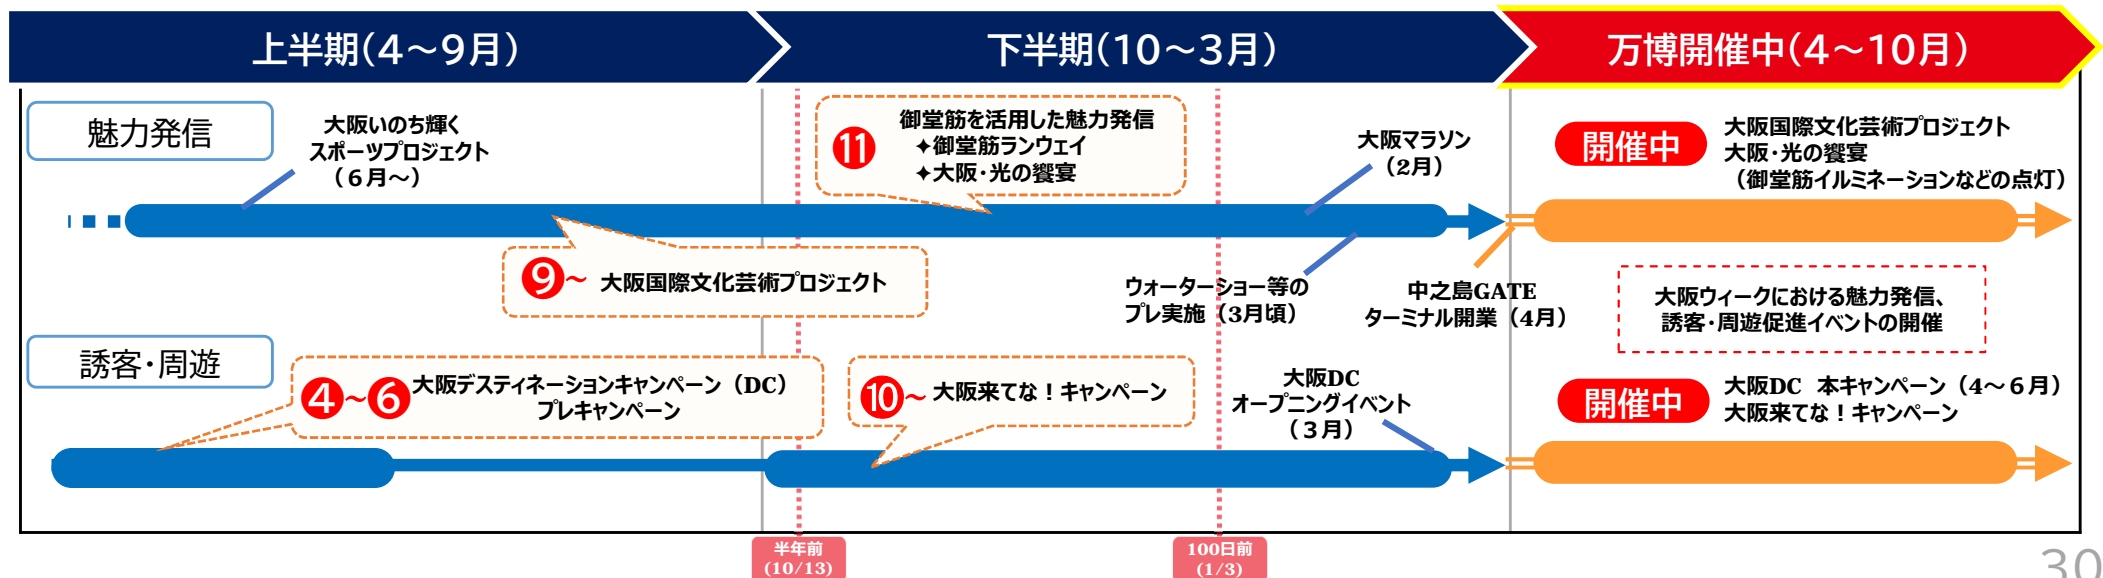 上半期(4～9月)
下半期(10～3月)
万博開催中(4～10月)
魅力発信
大阪いのち輝く
スポーツプロジェクト
（６月～）
⑪
御堂筋を活用した魅力発信
✦御堂筋ランウェイ
✦大阪･光の饗宴
大阪マラソン
（2月）
開催中
大阪国際文化芸術プロジェクト
大阪･光の饗宴
（御堂筋イルミネーションなどの点灯）
⑨～ 大阪国際文化芸術プロジェクト
ウォーターショー等の
プレ実施（3月頃）
中之島GATE
ターミナル開業（4月）
大阪ウィークにおける魅力発信、
誘客･周遊促進イベントの開催
誘客･周遊
④～⑥ 大阪デスティネーションキャンペーン（DC）
プレキャンペーン
⑩～ 大阪来てな！キャンペーン
大阪DC
オープニングイベント
（３月）
開催中
大阪DC 本キャンペーン（4～６月）
大阪来てな！キャンペーン
半年前
(10/13)
100日前
(1/3)
30